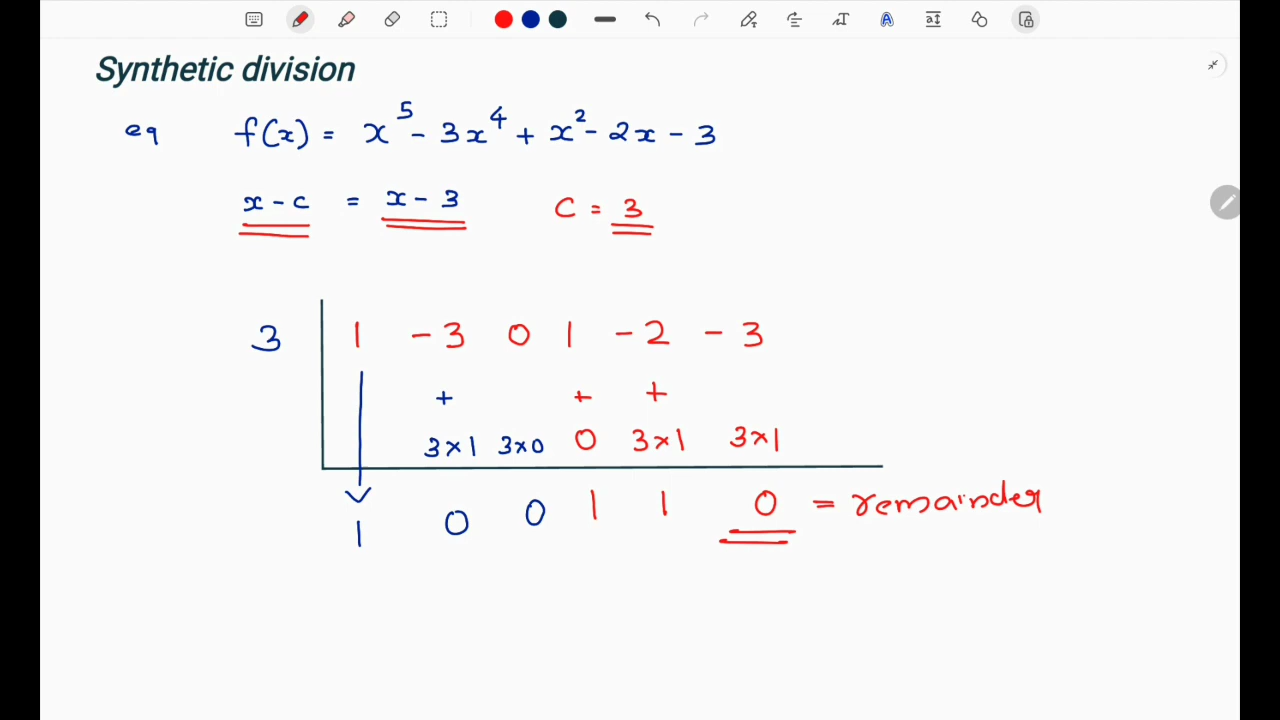 Synthetic division
eg f(x) = x⁵ - 3x⁴ + x² - 2x - 3
x - c = x - 3 C = 3
3 1 - 3 0 1 - 2 - 3
+ + +
3×1 3×0 0 3×1 3×1
1 0 0 1 1 0 = remainder